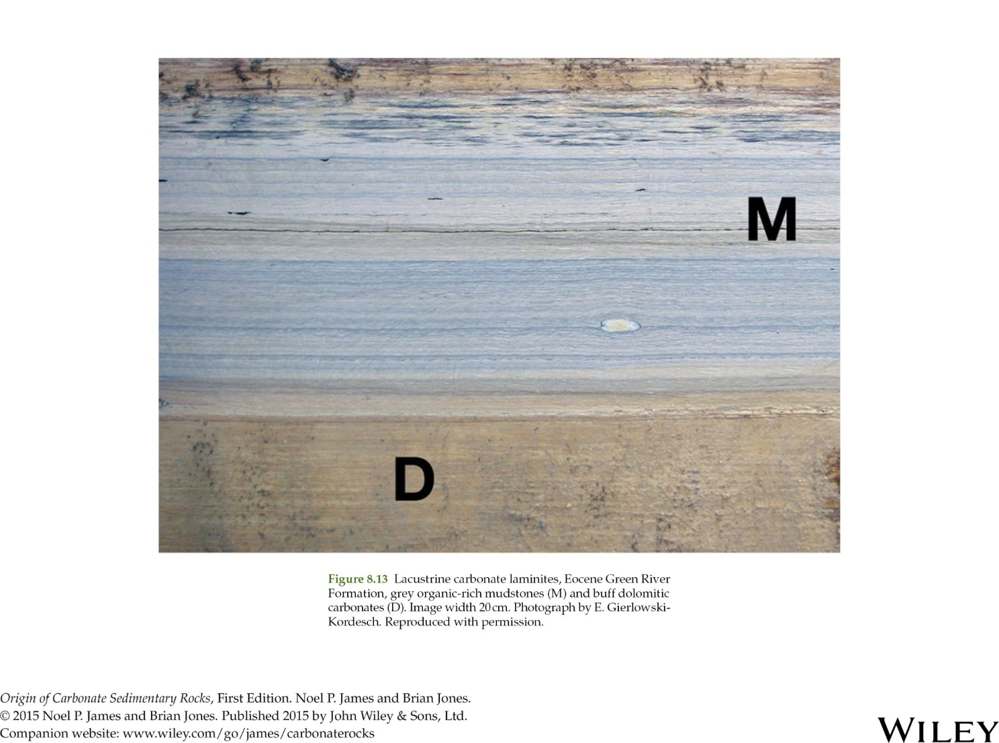 M
D
Figure 8.13 Lacustrine carbonate laminites, Eocene Green River
Formation, grey organic-rich mudstones (M) and buff dolomitic
carbonates (D). Image width 20 cm. Photograph by E. Gierlowski-
Kordesch. Reproduced with permission.
Origin of Carbonate Sedimentary Rocks, First Edition. Noel P. James and Brian Jones.
© 2015 Noel P. James and Brian Jones. Published 2015 by John Wiley & Sons, Ltd.
Companion website: www.wiley.com/go/james/carbonaterocks
WILEY